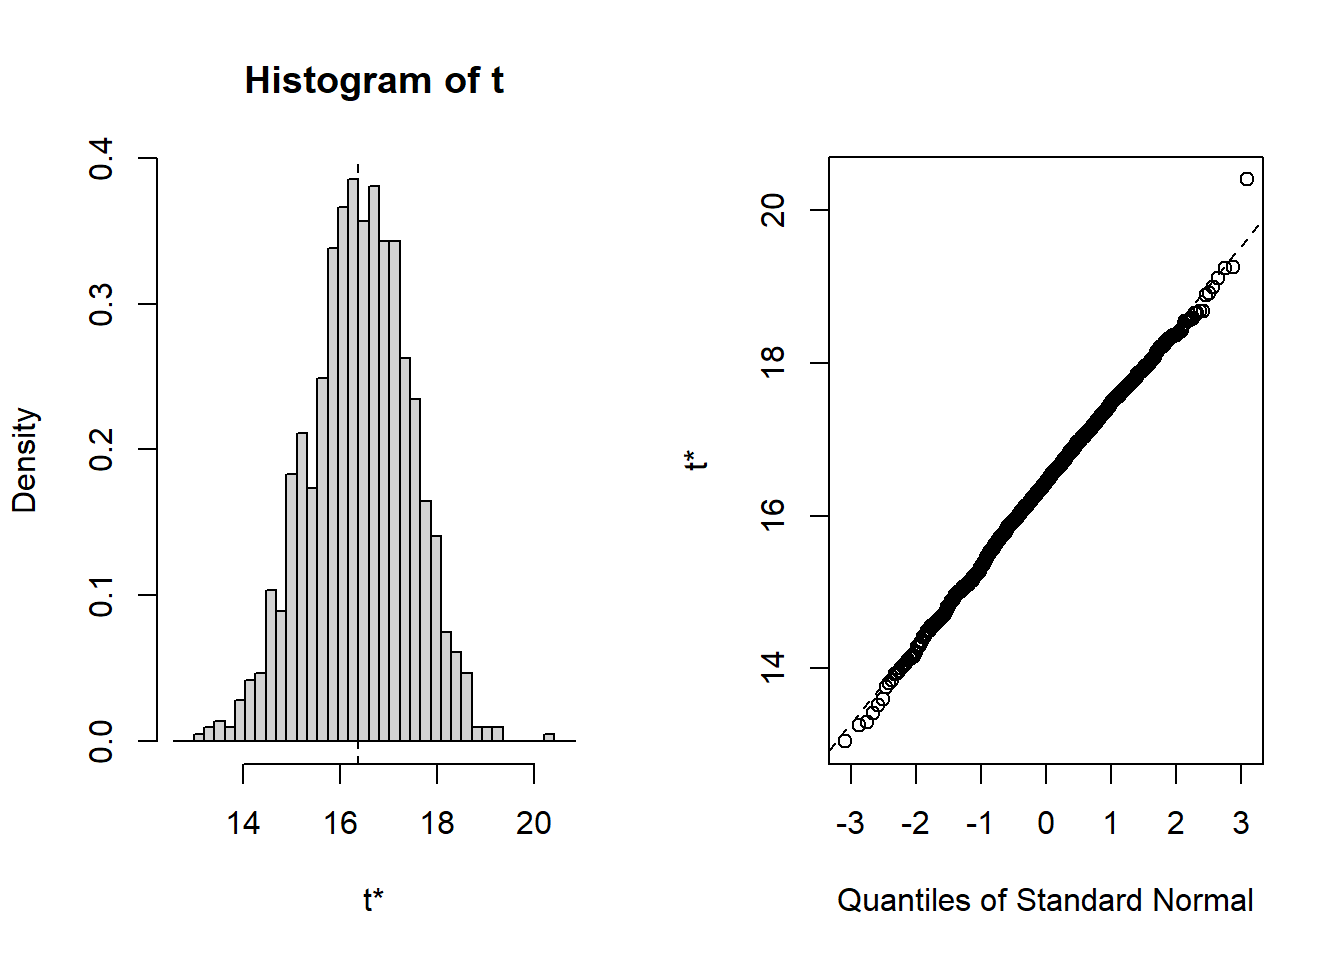 Histogram of t
Density
0.0 0.1 0.2 0.3 0.4
14 16 18 20
t*
t*
14 16 18 20
-3 -2 -1 0 1 2 3
Quantiles of Standard Normal